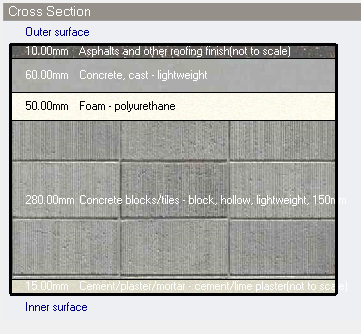 Cross Section
Outer surface
10.00mm Asphalts and other roofing finish(not to scale)
60.00mm Concrete, cast - lightweight
50.00mm Foam - polyurethane
280.00mm Concrete blocks/tiles - block, hollow, lightweight, 150mm
15.00mm Cement/plaster/mortar - cement/lime plaster(not to scale)
Inner surface